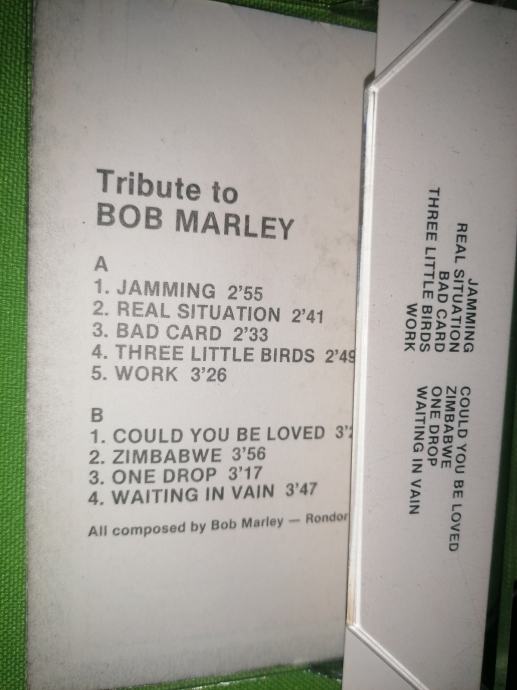 Tribute to
BOB MARLEY
A
1. JAMMING 2'55
2. REAL SITUATION 2'41
3. BAD CARD 2'33
4. THREE LITTLE BIRDS 2'49
5. WORK 3'26
B
1. COULD YOU BE LOVED
2. ZIMBABWE 3'56
3. ONE DROP 3'17
4. WAITING IN VAIN 3'47
All composed by Bob Marley — Rondor
JAMMING
REAL SITUATION
BAD CARD
THREE LITTLE BIRDS
WORK
COULD YOU BE LOVED
ZIMBABWE
ONE DROP
WAITING IN VAIN